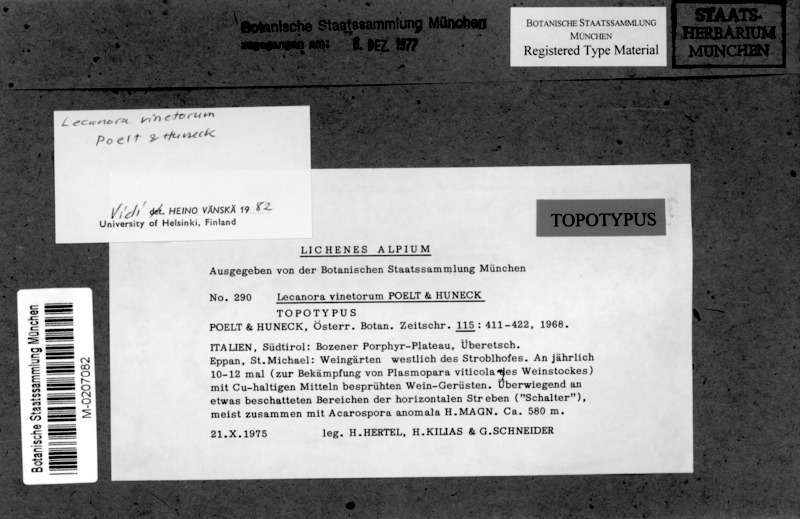 Botanische Staatssammlung München
zugegangen am: 6. DEZ. 1977
BOTANISCHE STAATSSAMMLUNG
MÜNCHEN
Registered Type Material
STAATS-
HERBARIUM
MÜNCHEN
Lecanora vinetorum
Poelt & Huneck
Vidi det. HEINO VÄNSKÄ 1982
University of Helsinki, Finland
TOPOTYPUS
LICHENES ALPIUM
Ausgegeben von der Botanischen Staatssammlung München
No. 290 Lecanora vinetorum POELT & HUNECK
TOPOTYPUS
POELT & HUNECK, Österr. Botan. Zeitschr. 115: 411-422, 1968.
ITALIEN, Südtirol: Bozener Porphyr-Plateau, Überetsch.
Eppan, St.Michael: Weingärten westlich des Stroblhofes. An jährlich
10-12 mal (zur Bekämpfung von Plasmopara viticola des Weinstockes)
mit Cu-haltigen Mitteln besprühten Wein-Gerüsten. Überwiegend an
etwas beschatteten Bereichen der horizontalen Streben ("Schalter"),
meist zusammen mit Acarospora anomala H.MAGN. Ca. 580 m.
21.X.1975 leg. H.HERTEL, H.KILIAS & G.SCHNEIDER
Botanische Staatssammlung München
M-0207082